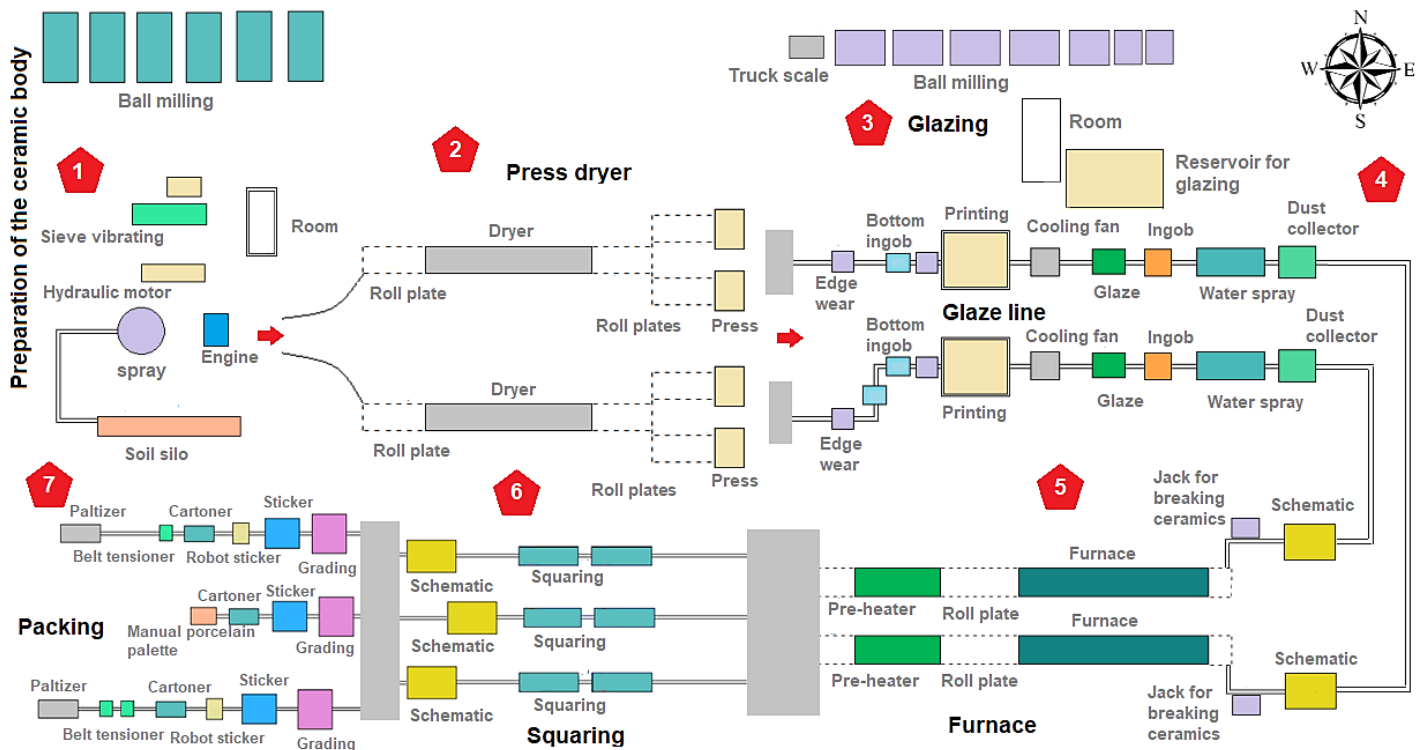 Preparation of the ceramic body
Ball milling
1
Sieve vibrating
Room
Hydraulic motor
spray
Engine
Soil silo
2
Press dryer
Dryer
Roll plate
Roll plates
Press
Dryer
Roll plate
Roll plates
Press
Truck scale
Ball milling
3
Glazing
Room
Reservoir for
glazing
N
W
E
S
4
Edge
wear
Bottom
ingob
Printing
Cooling fan
Glaze
Ingob
Water spray
Dust
collector
Glaze line
Edge
wear
Bottom
ingob
Printing
Cooling fan
Glaze
Ingob
Water spray
Dust
collector
5
Jack for
breaking
ceramics
Schematic
Furnace
Pre-heater
Roll plate
Furnace
Pre-heater
Roll plate
Schematic
Jack for
breaking
ceramics
Furnace
6
Schematic
Squaring
Schematic
Squaring
Schematic
Squaring
Squaring
7
Paltizer
Belt tensioner
Cartoner
Robot sticker
Sticker
Grading
Packing
Cartoner
Sticker
Manual porcelain
palette
Grading
Paltizer
Belt tensioner
Cartoner
Robot sticker
Sticker
Grading